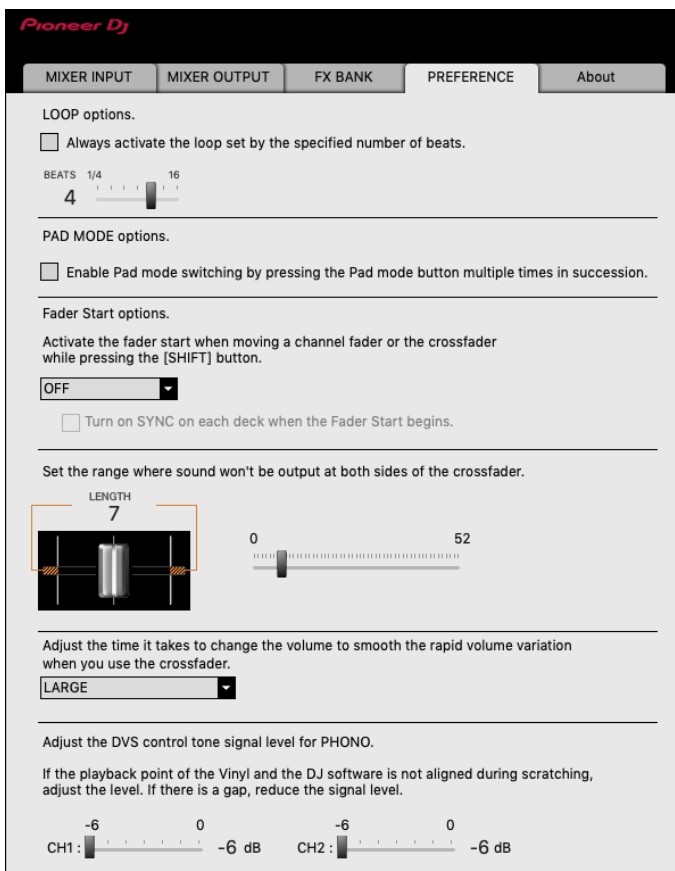 Pioneer Dj
MIXER INPUT MIXER OUTPUT FX BANK PREFERENCE About
LOOP options.
Always activate the loop set by the specified number of beats.
BEATS 1/4 16
4
PAD MODE options.
Enable Pad mode switching by pressing the Pad mode button multiple times in succession.
Fader Start options.
Activate the fader start when moving a channel fader or the crossfader
while pressing the [SHIFT] button.
OFF
Turn on SYNC on each deck when the Fader Start begins.
Set the range where sound won't be output at both sides of the crossfader.
LENGTH
7
0 52
Adjust the time it takes to change the volume to smooth the rapid volume variation
when you use the crossfader.
LARGE
Adjust the DVS control tone signal level for PHONO.
If the playback point of the Vinyl and the DJ software is not aligned during scratching,
adjust the level. If there is a gap, reduce the signal level.
-6 0 -6 0
CH1 : -6 dB CH2 : -6 dB